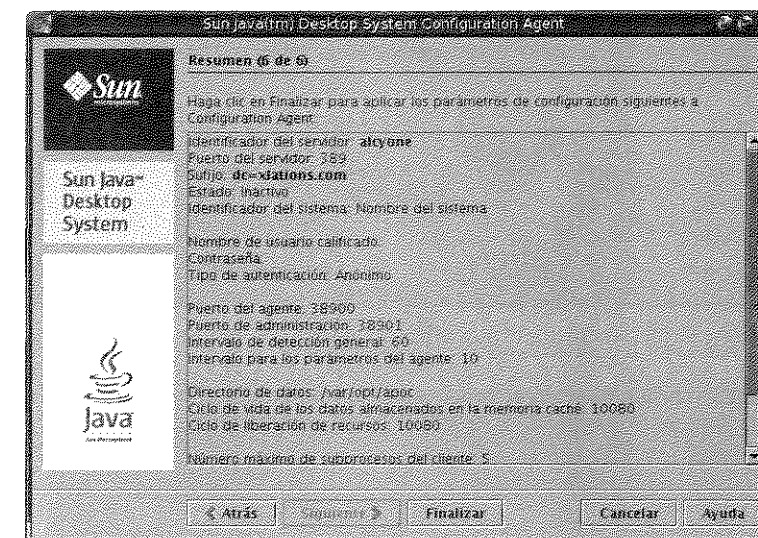 Sun Java(tm) Desktop System Configuration Agent
Sun
microsystems
Sun Java™
Desktop
System
Java
Resumen (6 de 6)
Haga clic en Finalizar para aplicar los parámetros de configuración siguientes a
Configuration Agent
Identificador del servidor: alcyone
Puerto del servidor: 389
Sufijo: dc=xlations.com
Estado: Inactivo
Identificador del sistema: Nombre del sistema
Nombre de usuario calificado:
Contraseña:
Tipo de autenticación: Anónimo
Puerto del agente: 38900
Puerto de administración: 38901
Intervalo de detección general: 60
Intervalo para los parámetros del agente: 10
Directorio de datos: /var/opt/apoc
Ciclo de vida de los datos almacenados en la memoria caché: 10080
Ciclo de liberación de recursos: 10080
Número máximo de subprocesos del cliente: 5
Atrás
Siguiente
Finalizar
Cancelar
Ayuda